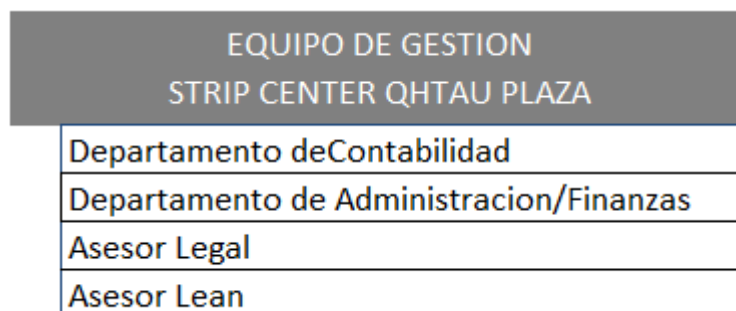 EQUIPO DE GESTION
STRIP CENTER QHTAU PLAZA
Departamento deContabilidad
Departamento de Administracion/Finanzas
Asesor Legal
Asesor Lean